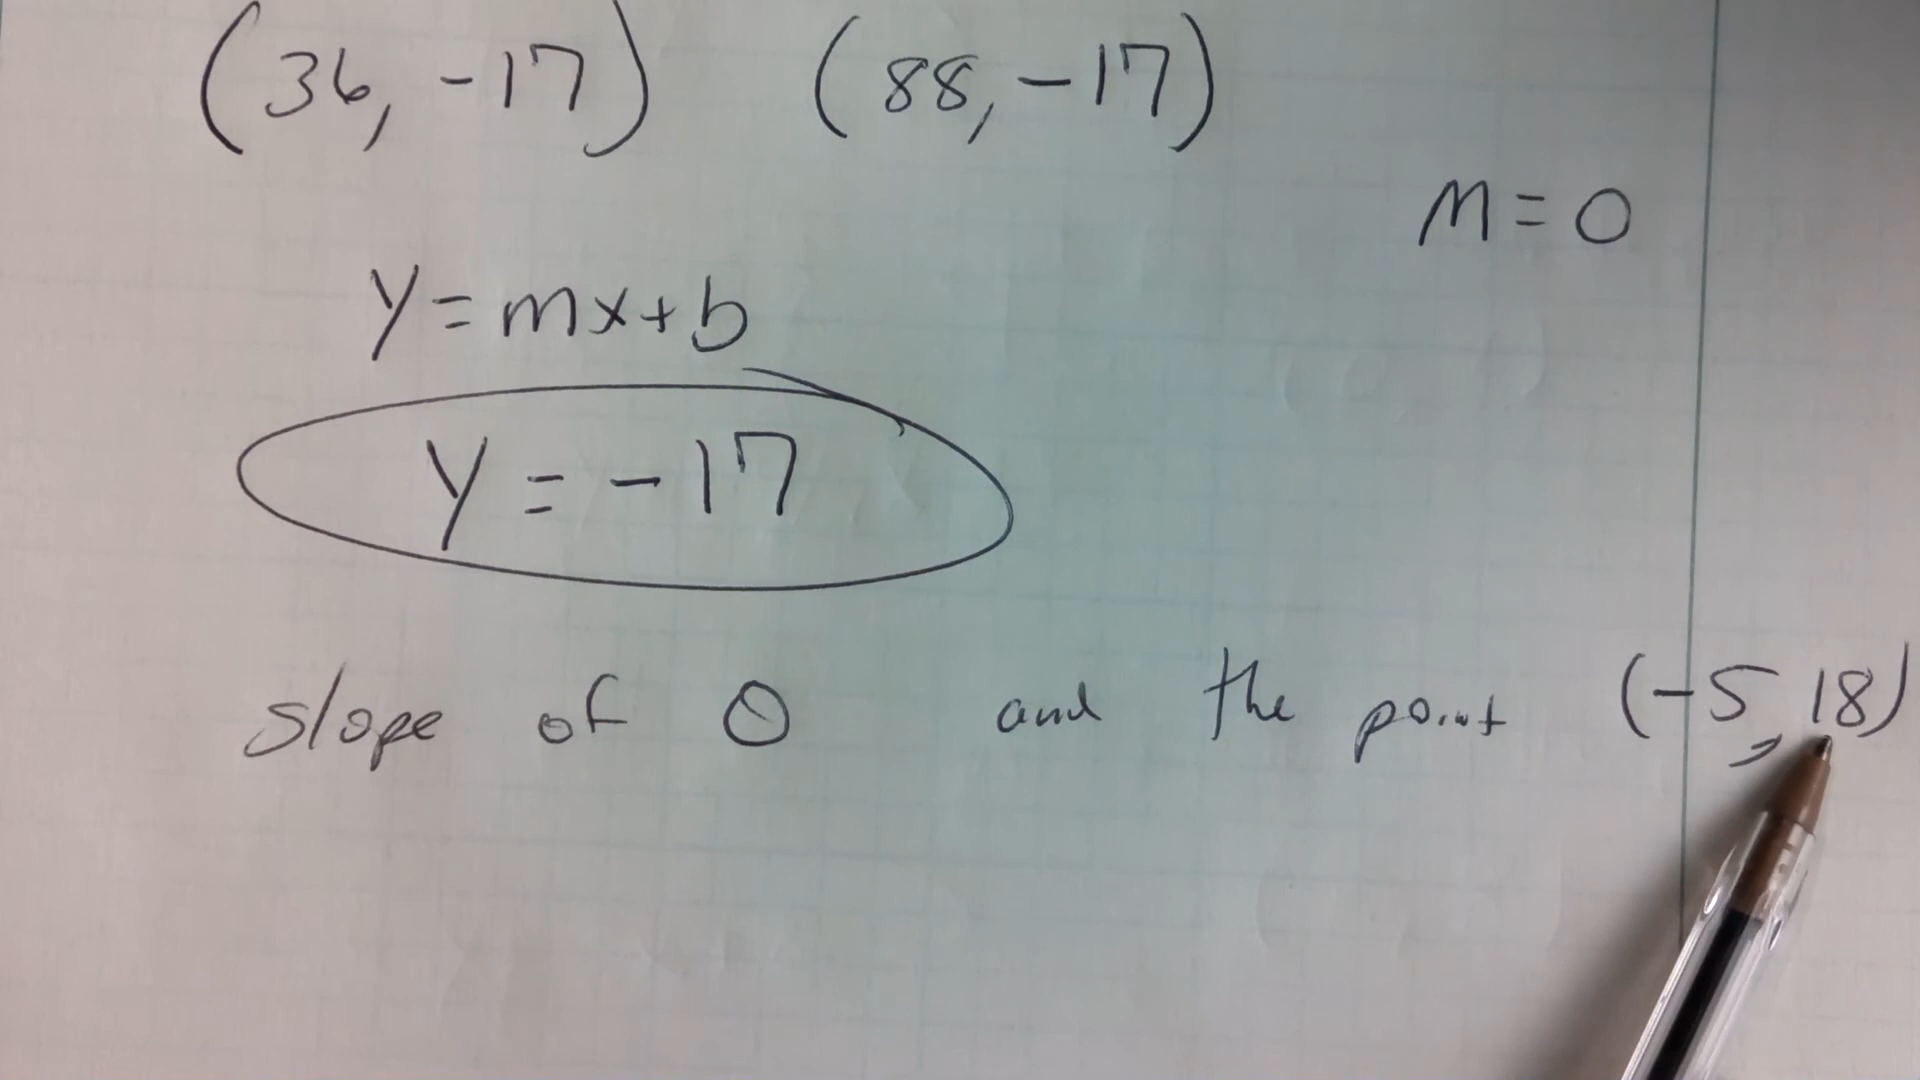 (36, -17) (88, -17)
M = 0
y = mx + b
y = -17
slope of 0 and the point (-5, 18)